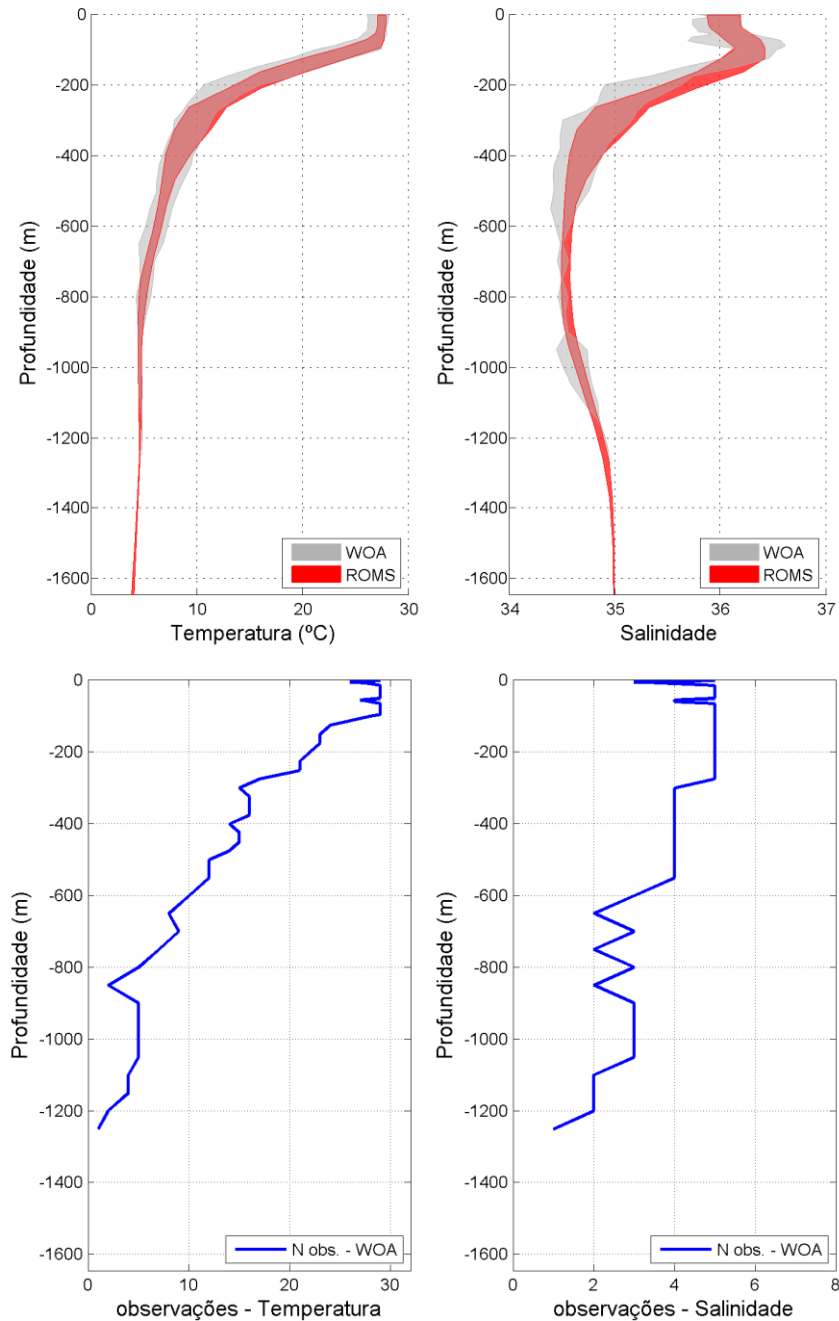 0
-200
-400
-600
-800
-1000
-1200
-1400
-1600
Profundidade (m)
0 10 20 30
Temperatura (ºC)
WOA
ROMS
0
-200
-400
-600
-800
-1000
-1200
-1400
-1600
Profundidade (m)
34 35 36 37
Salinidade
WOA
ROMS
0
-200
-400
-600
-800
-1000
-1200
-1400
-1600
Profundidade (m)
0 10 20 30
observações - Temperatura
N obs. - WOA
0
-200
-400
-600
-800
-1000
-1200
-1400
-1600
Profundidade (m)
0 2 4 6 8
observações - Salinidade
N obs. - WOA